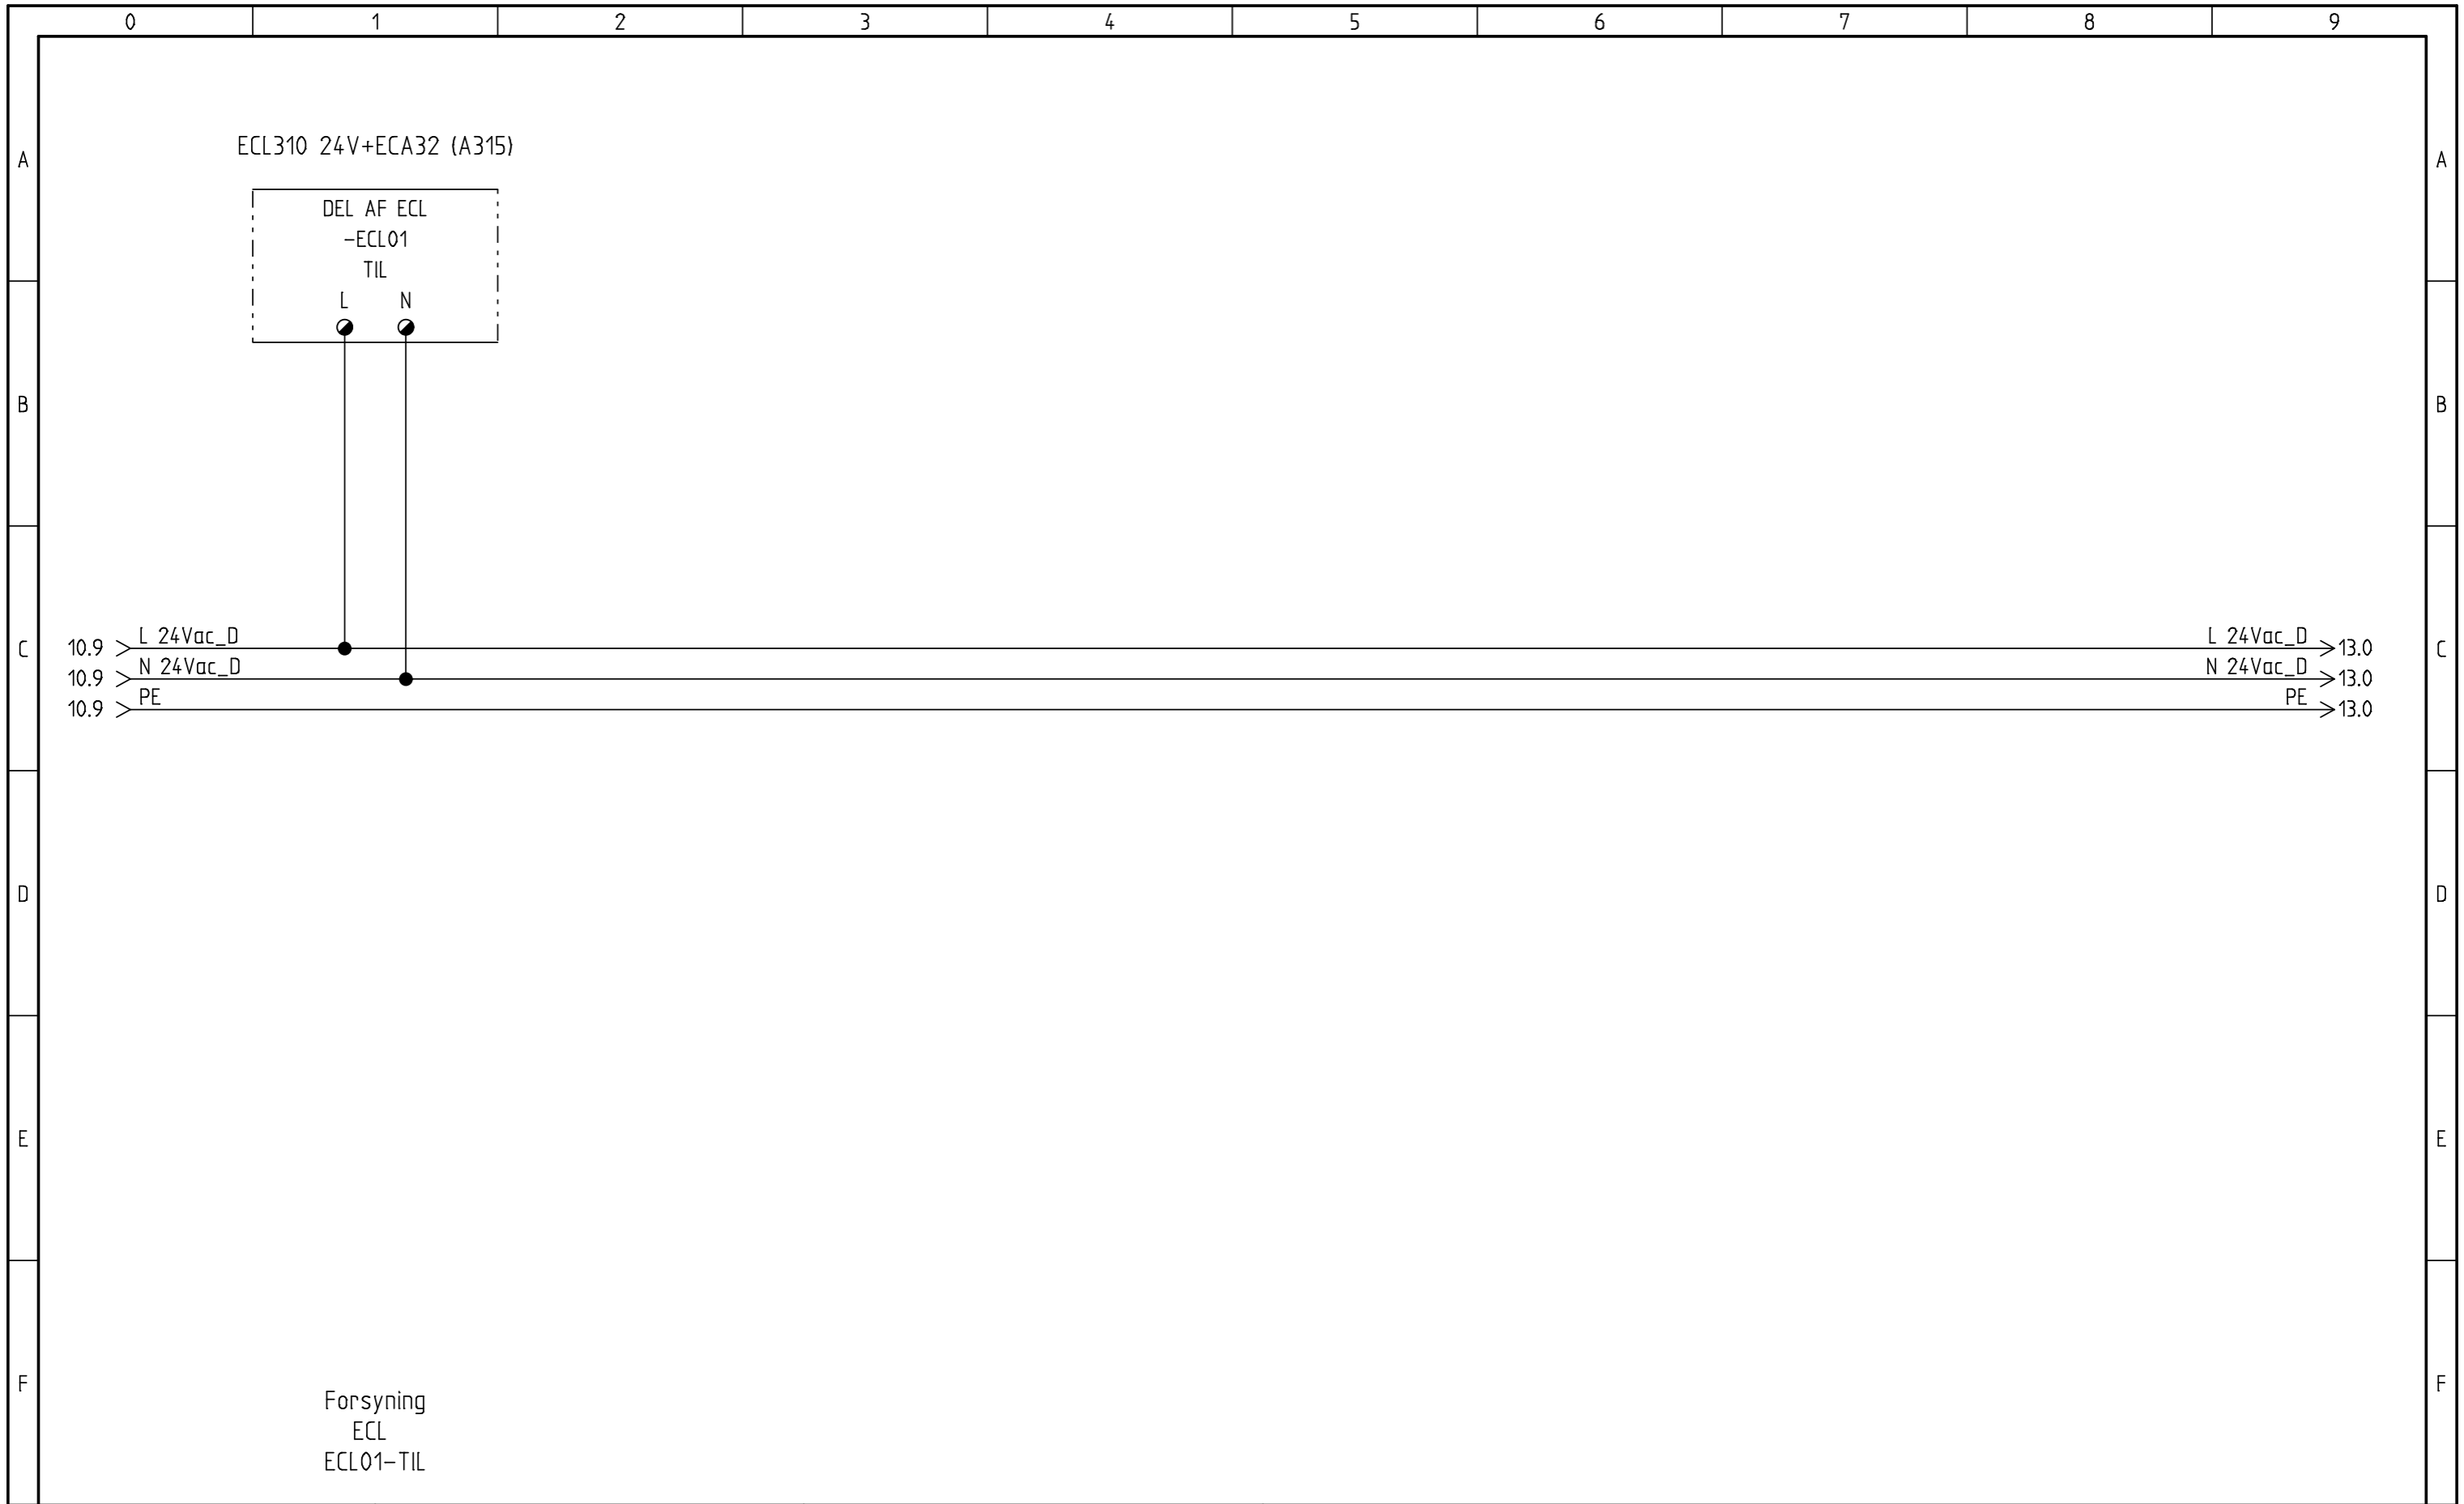 0 1 2 3 4 5 6 7 8 9
A A
ECL310 24V+ECA32 (A315)
DEL AF ECL
-ECL01
TIL
L N
B B
C C
L 24Vac_D L 24Vac_D
10.9 13.0
N 24Vac_D N 24Vac_D
10.9 13.0
PE PE
10.9 13.0
D D
E E
F F
Forsyning
ECL
ECL01-TIL